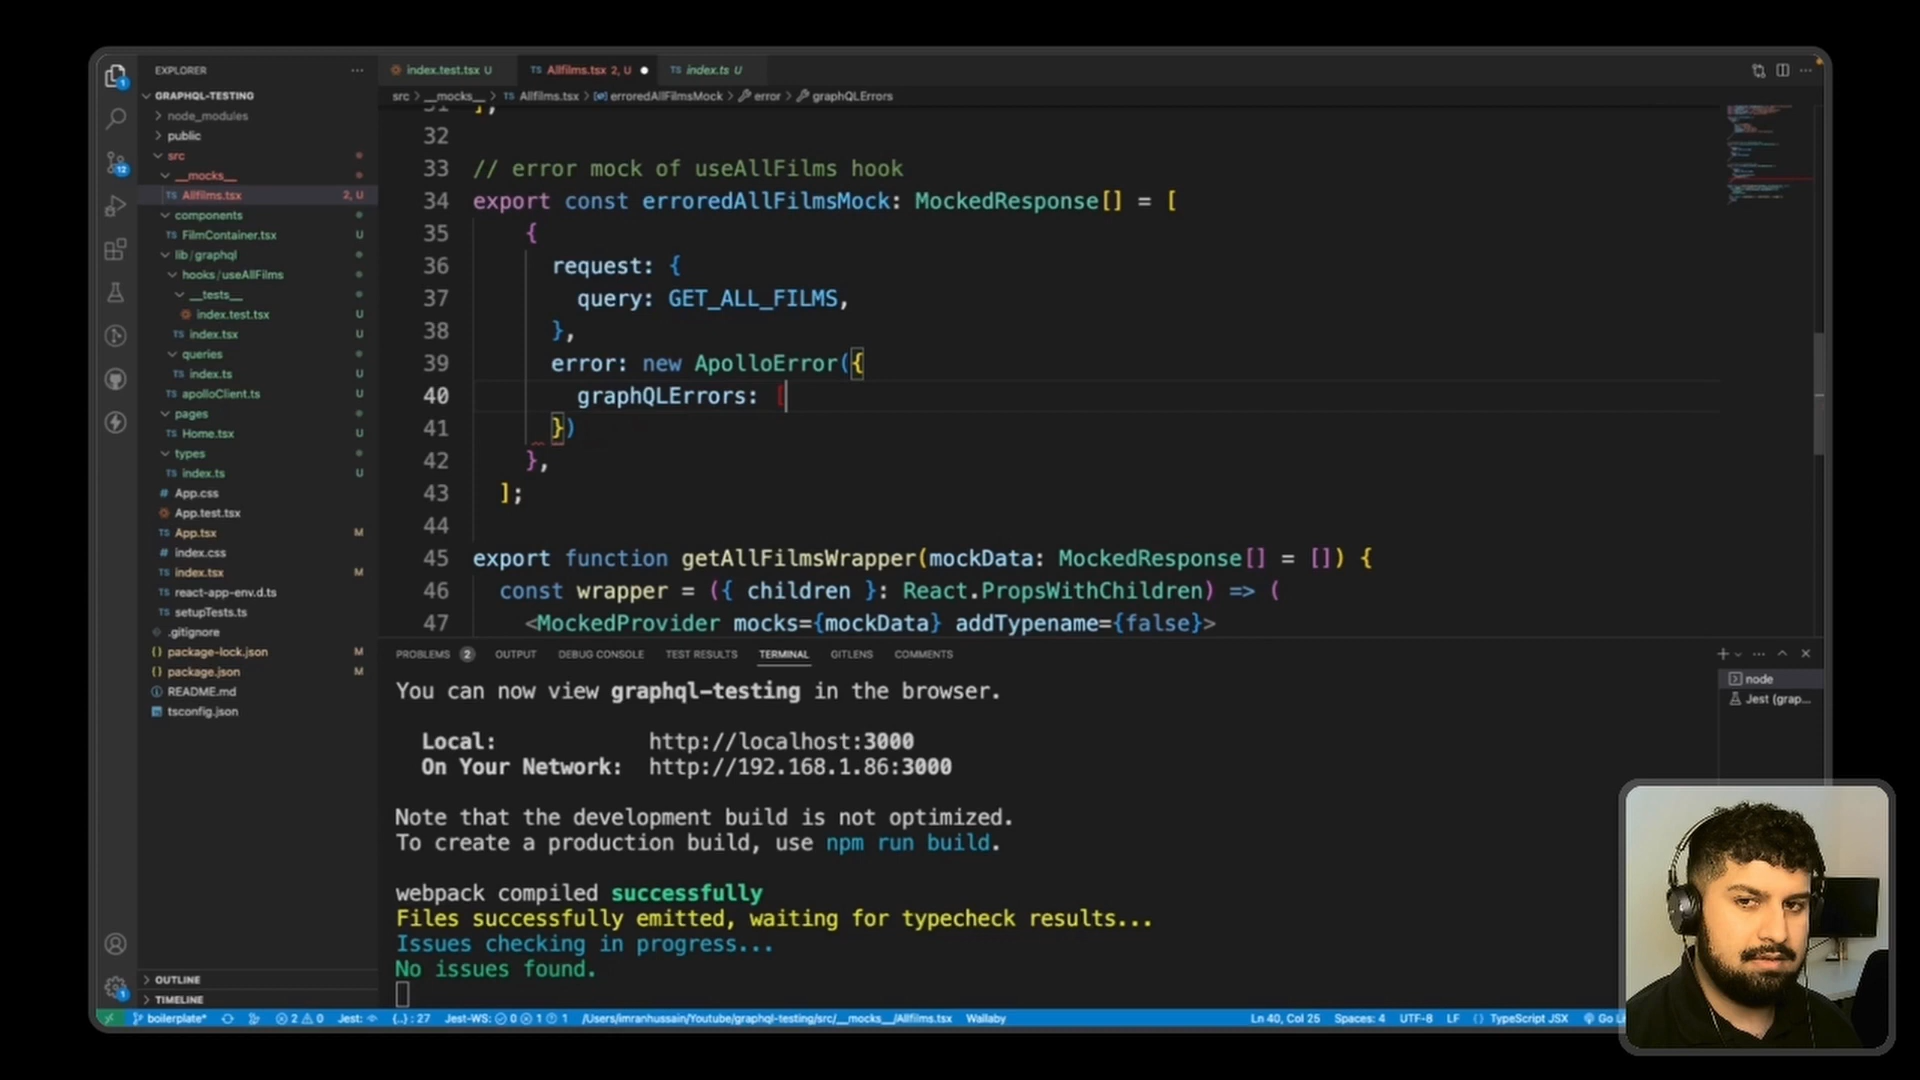 EXPLORER
index.test.tsx U
Allfilms.tsx 2, U
index.ts U
src > __mocks__ > Allfilms.tsx > erroredAllFilmsMock > error > graphQLErrors
GRAPHQL-TESTING
node_modules
public
src
__mocks__
Allfilms.tsx 2, U
components
FilmContainer.tsx U
lib/graphql
hooks/useAllFilms
__tests__
index.test.tsx U
index.tsx U
queries
index.ts U
apolloClient.ts U
pages
Home.tsx U
types
index.ts U
App.css
App.test.tsx
App.tsx M
index.css
index.tsx M
react-app-env.d.ts
setupTests.ts
.gitignore
package-lock.json M
package.json M
README.md
tsconfig.json
OUTLINE
TIMELINE
31 ];
32
33 // error mock of useAllFilms hook
34 export const erroredAllFilmsMock: MockedResponse[] = [
35 {
36 request: {
37 query: GET_ALL_FILMS,
38 },
39 error: new ApolloError({
40 graphQLErrors: [
41 })
42 },
43 ];
44
45 export function getAllFilmsWrapper(mockData: MockedResponse[] = []) {
46 const wrapper = ({ children }: React.PropsWithChildren) => (
47 <MockedProvider mocks={mockData} addTypename={false}>
PROBLEMS 2 OUTPUT DEBUG CONSOLE TEST RESULTS TERMINAL GITLENS COMMENTS
node
Jest (grap...
You can now view graphql-testing in the browser.
Local: http://localhost:3000
On Your Network: http://192.168.1.86:3000
Note that the development build is not optimized.
To create a production build, use npm run build.
webpack compiled successfully
Files successfully emitted, waiting for typecheck results...
Issues checking in progress...
No issues found.
boilerplate* 2 0 Jest: {..} : 27 Jest-WS: 0 1 1 /Users/imranhussain/Youtube/graphql-testing/src/__mocks__/Allfilms.tsx Wallaby Ln 40, Col 25 Spaces: 4 UTF-8 LF TypeScript JSX Go Li